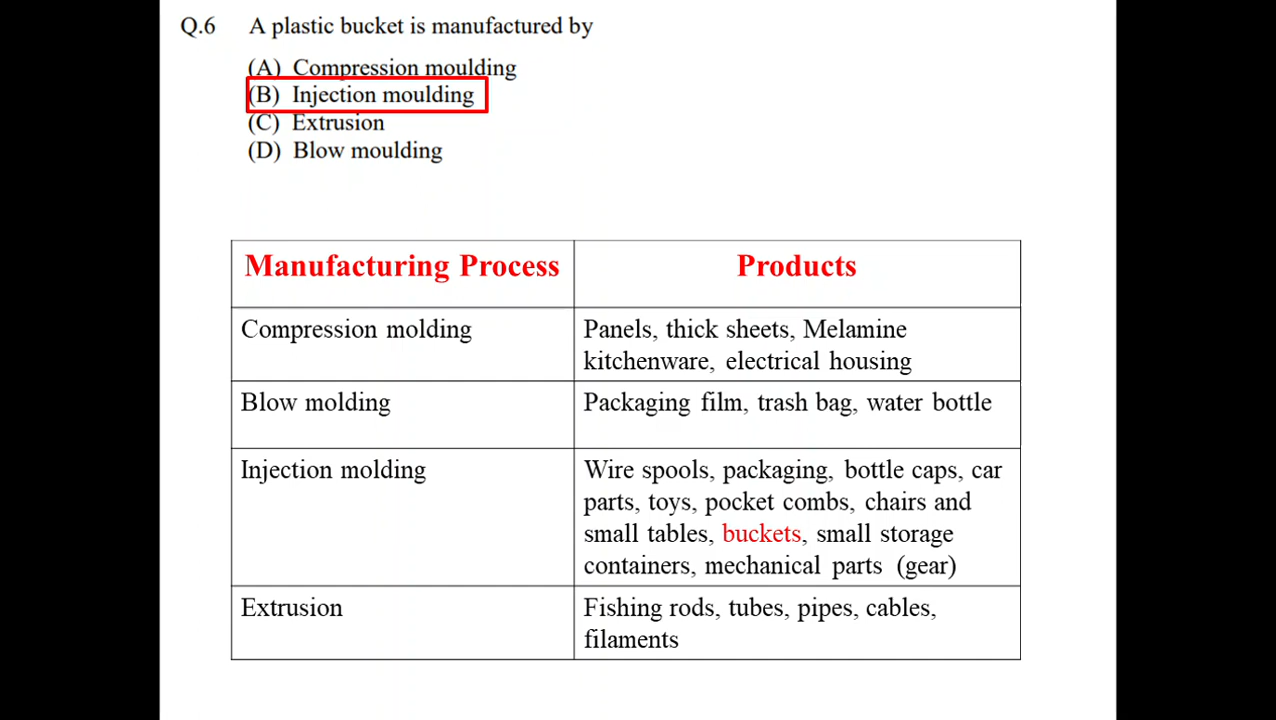 Q.6 A plastic bucket is manufactured by
(A) Compression moulding
(B) Injection moulding
(C) Extrusion
(D) Blow moulding
Manufacturing Process Products
Compression molding Panels, thick sheets, Melamine
kitchenware, electrical housing
Blow molding Packaging film, trash bag, water bottle
Injection molding Wire spools, packaging, bottle caps, car
parts, toys, pocket combs, chairs and
small tables, buckets, small storage
containers, mechanical parts (gear)
Extrusion Fishing rods, tubes, pipes, cables,
filaments